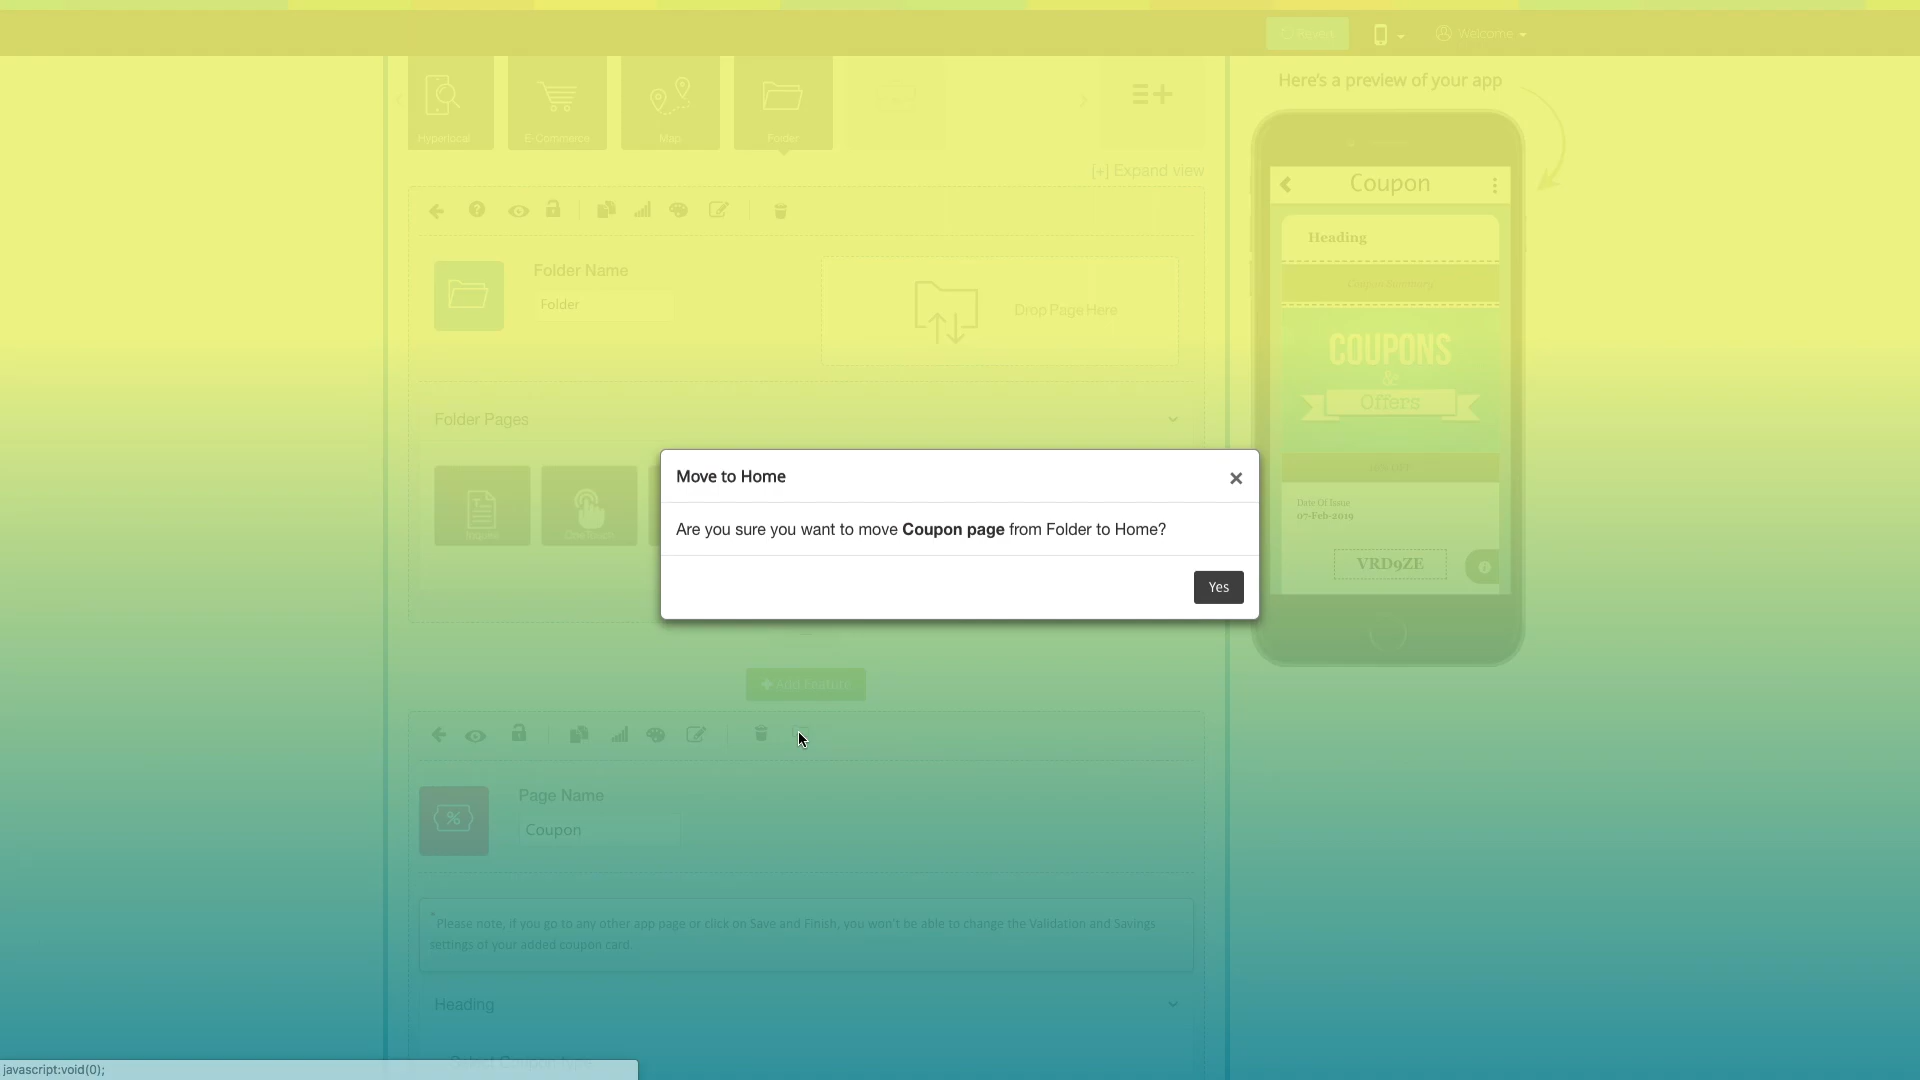 Welcome
Here's a preview of your app
Hyperlocal
E-Commerce
Map
Folder
[+] Expand view
Coupon
Heading
Coupon Summary
COUPONS
&
Offers
Date Of Issue
07-Feb-2019
VRD9ZE
Folder Name
Folder
Drop Page Here
Folder Pages
Move to Home
×
Are you sure you want to move Coupon page from Folder to Home?
Yes
Add Feature
Page Name
Coupon
*Please note, if you go to any other app page or click on Save and Finish, you won't be able to change the Validation and Savings
settings of your added coupon card.
Heading
javascript:void(0);